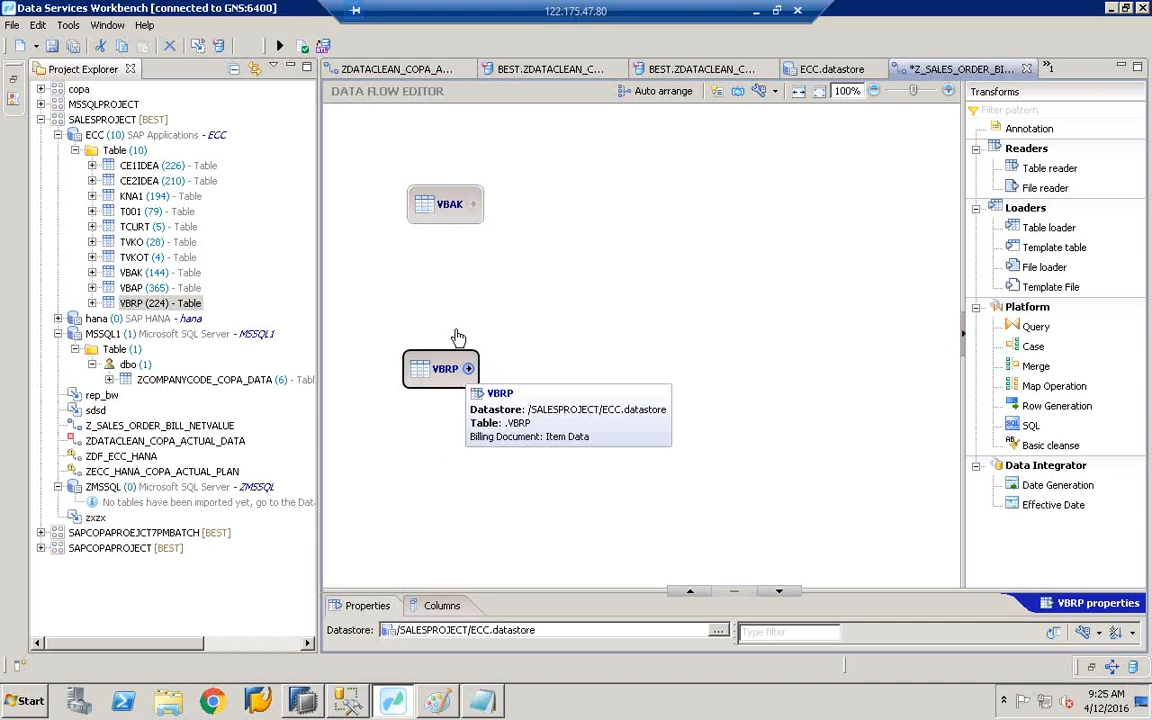 Data Services Workbench [connected to GNS:6400]
122.175.47.80
File Edit Tools Window Help
Project Explorer
ZDATACLEAN_COPA_A...
BEST.ZDATACLEAN_C...
BEST.ZDATACLEAN_C...
ECC.datastore
*Z_SALES_ORDER_BI...
»1
DATA FLOW EDITOR
Auto arrange
100%
copa
MSSQLPROJECT
SALESPROJECT [BEST]
ECC (10) SAP Applications - ECC
Table (10)
CE1IDEA (226) - Table
CE2IDEA (210) - Table
KNA1 (194) - Table
T001 (79) - Table
TCURT (5) - Table
TVKO (28) - Table
TVKOT (4) - Table
VBAK (144) - Table
VBAP (365) - Table
VBRP (224) - Table
hana (0) SAP HANA - hana
MSSQL1 (1) Microsoft SQL Server - MSSQL1
Table (1)
dbo (1)
ZCOMPANYCODE_COPA_DATA (6) - Tabl
rep_bw
sdsd
Z_SALES_ORDER_BILL_NETVALUE
ZDATACLEAN_COPA_ACTUAL_DATA
ZDF_ECC_HANA
ZECC_HANA_COPA_ACTUAL_PLAN
ZMSSQL (0) Microsoft SQL Server - ZMSSQL
No tables have been imported yet, go to the Dat
zxzx
SAPCOPAPROEJCT7PMBATCH [BEST]
SAPCOPAPROJECT [BEST]
VBAK
VBRP
VBRP
Datastore: /SALESPROJECT/ECC.datastore
Table: .VBRP
Billing Document: Item Data
Transforms
Filter pattern
Annotation
Readers
Table reader
File reader
Loaders
Table loader
Template table
File loader
Template File
Platform
Query
Case
Merge
Map Operation
Row Generation
SQL
Basic cleanse
Data Integrator
Date Generation
Effective Date
Properties
Columns
VBRP properties
Datastore:
/SALESPROJECT/ECC.datastore
...
Type filter
Start
9:25 AM
4/12/2016